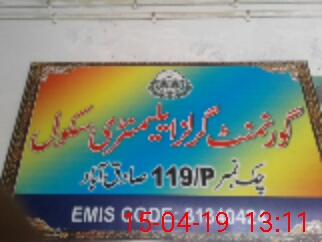 گورنمنٹ گرلز ایلیمنٹری سکول
چک نمبر 119/P صادق آباد
EMIS CODE
15-04-19 13:11